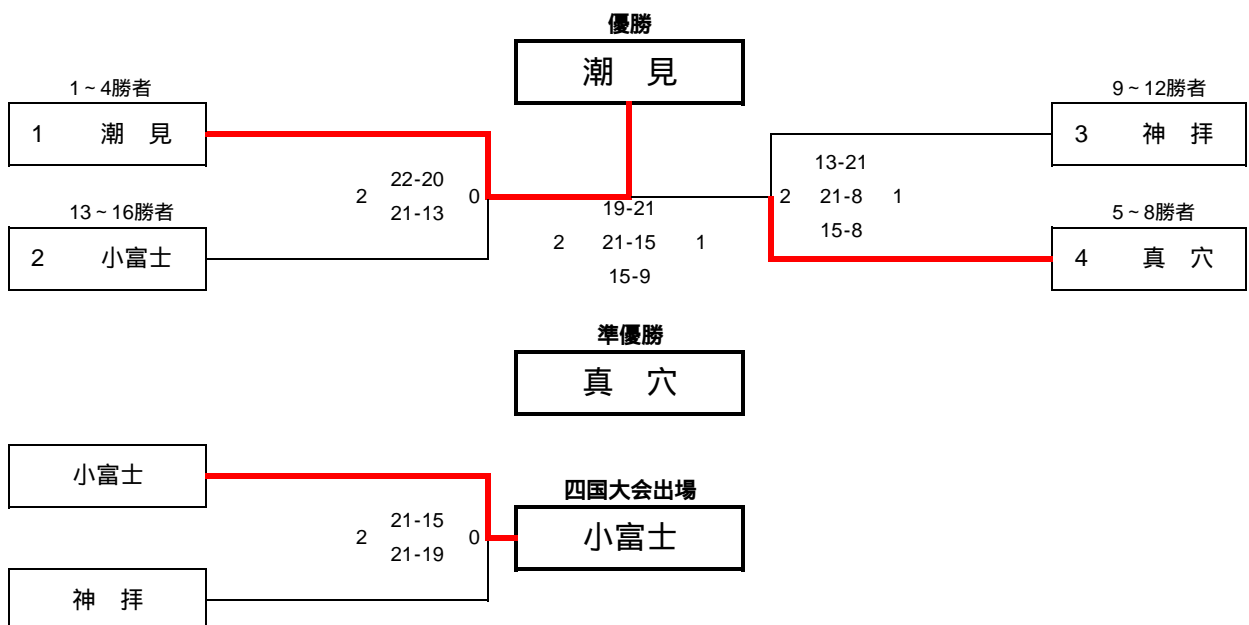 優勝
潮 見
1~4勝者
1 潮 見
9~12勝者
3 神 拝
22-20
2 0
21-13
13-21
2 21-8 1
15-8
13~16勝者
2 小富士
19-21
2 21-15 1
15-9
5~8勝者
4 真 穴
準優勝
真 穴
小富士
四国大会出場
小富士
21-15
2 0
21-19
神 拝